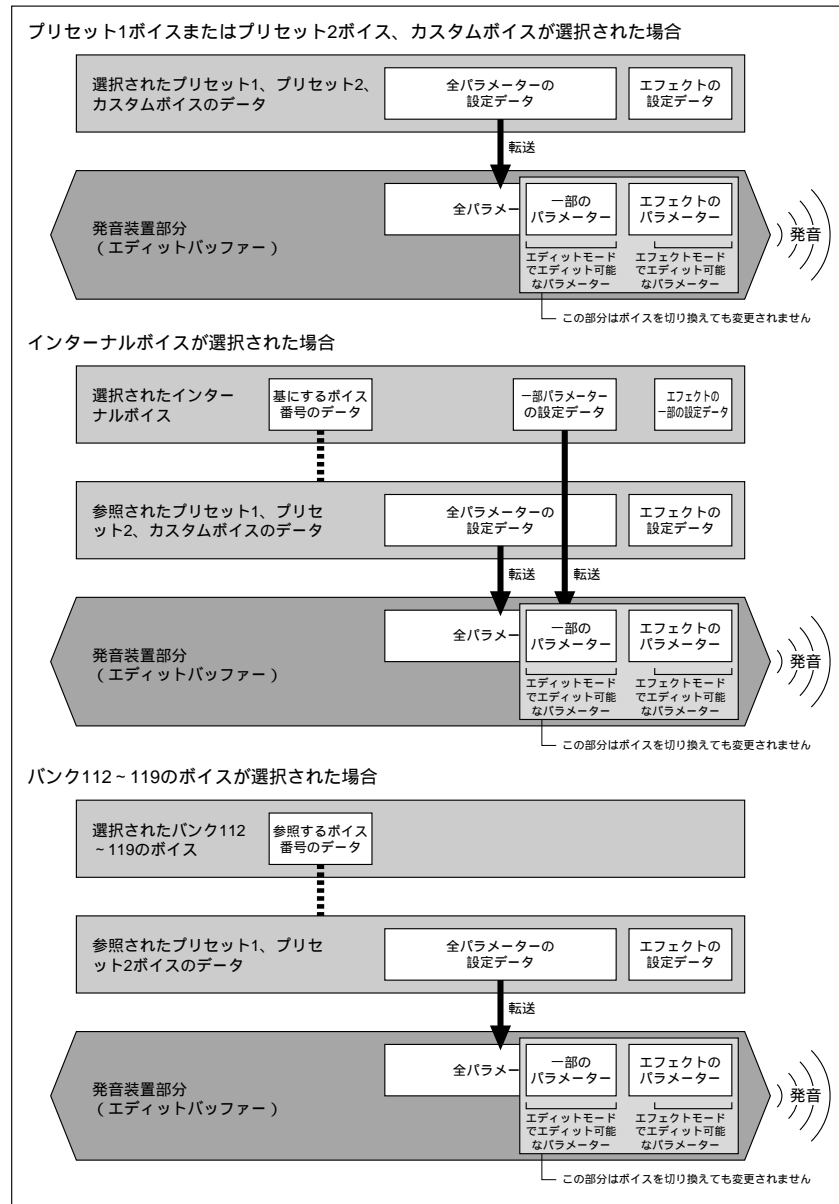 プリセット1ボイスまたはプリセット2ボイス、カスタムボイスが選択された場合
選択されたプリセット1、プリセット2、
カスタムボイスのデータ
全パラメーターの
設定データ
エフェクトの
設定データ
転送
発音装置部分
（エディットバッファー）
全パラメー
一部の
パラメーター
エフェクトの
パラメーター
エディットモード
でエディット可能
なパラメーター
エフェクトモード
でエディット可能
なパラメーター
発音
この部分はボイスを切り換えても変更されません
インターナルボイスが選択された場合
選択されたインター
ナルボイス
基にするボイス
番号のデータ
一部パラメーター
の設定データ
エフェクトの
一部の設定データ
参照されたプリセット1、プリセ
ット2、カスタムボイスのデータ
全パラメーターの
設定データ
エフェクトの
設定データ
転送
転送
発音装置部分
（エディットバッファー）
全パラメー
一部の
パラメーター
エフェクトの
パラメーター
エディットモード
でエディット可能
なパラメーター
エフェクトモード
でエディット可能
なパラメーター
発音
この部分はボイスを切り換えても変更されません
バンク112～119のボイスが選択された場合
選択されたバンク112
～119のボイス
参照するボイス
番号のデータ
参照されたプリセット1、プリセ
ット2ボイスのデータ
全パラメーターの
設定データ
エフェクトの
設定データ
転送
発音装置部分
（エディットバッファー）
全パラメー
一部の
パラメーター
エフェクトの
パラメーター
エディットモード
でエディット可能
なパラメーター
エフェクトモード
でエディット可能
なパラメーター
発音
この部分はボイスを切り換えても変更されません